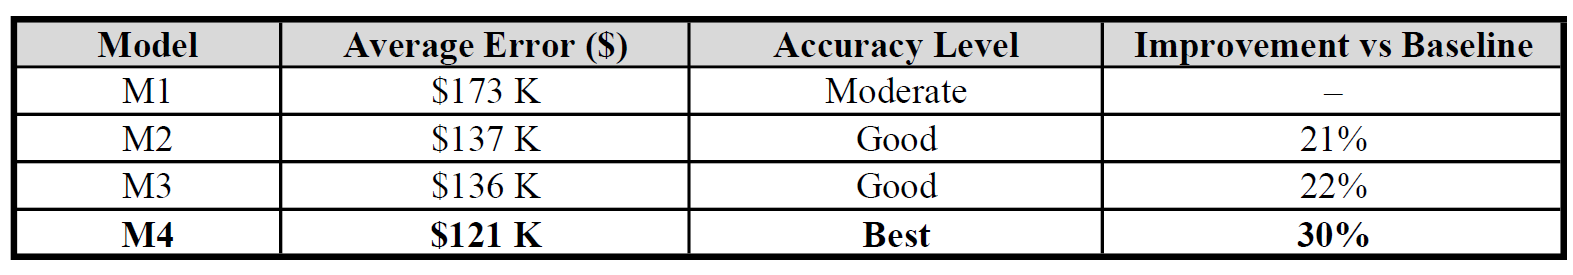 Model Average Error ($) Accuracy Level Improvement vs Baseline
M1 $173 K Moderate –
M2 $137 K Good 21%
M3 $136 K Good 22%
M4 $121 K Best 30%